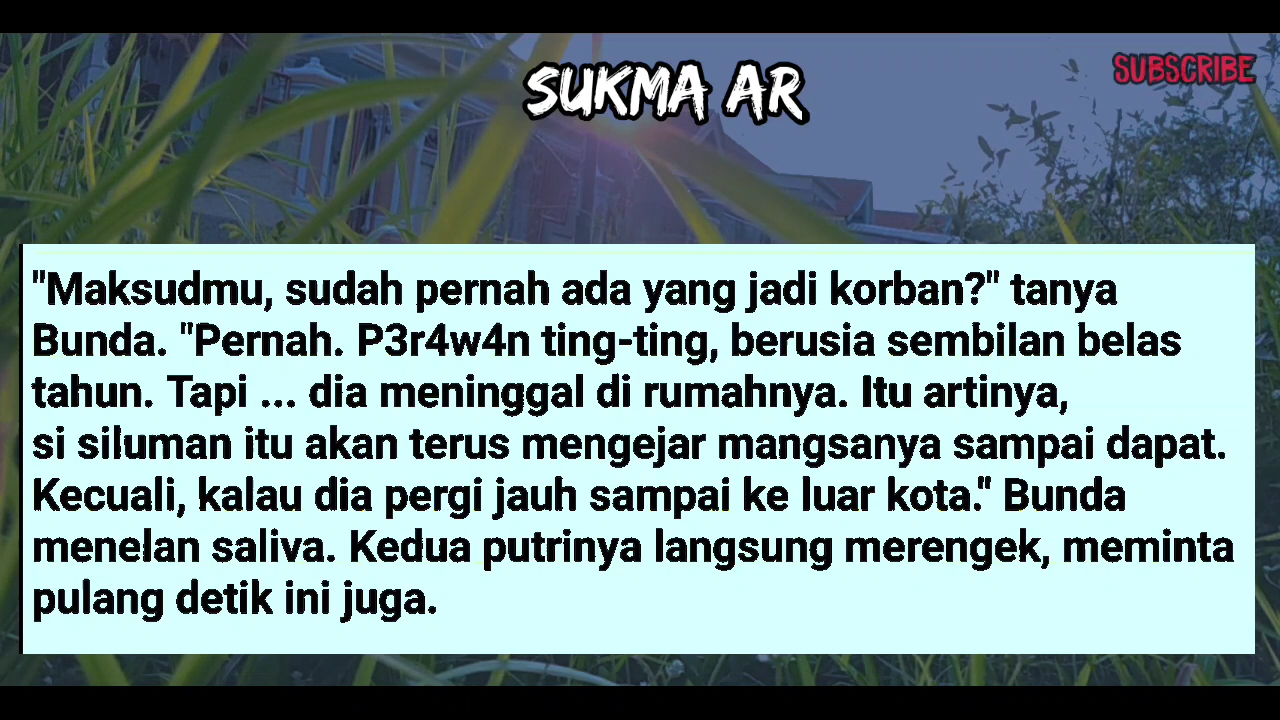 SUKMA AR
SUBSCRIBE
"Maksudmu, sudah pernah ada yang jadi korban?" tanya
Bunda. "Pernah. P3r4w4n ting-ting, berusia sembilan belas
tahun. Tapi ... dia meninggal di rumahnya. Itu artinya,
si siluman itu akan terus mengejar mangsanya sampai dapat.
Kecuali, kalau dia pergi jauh sampai ke luar kota." Bunda
menelan saliva. Kedua putrinya langsung merengek, meminta
pulang detik ini juga.